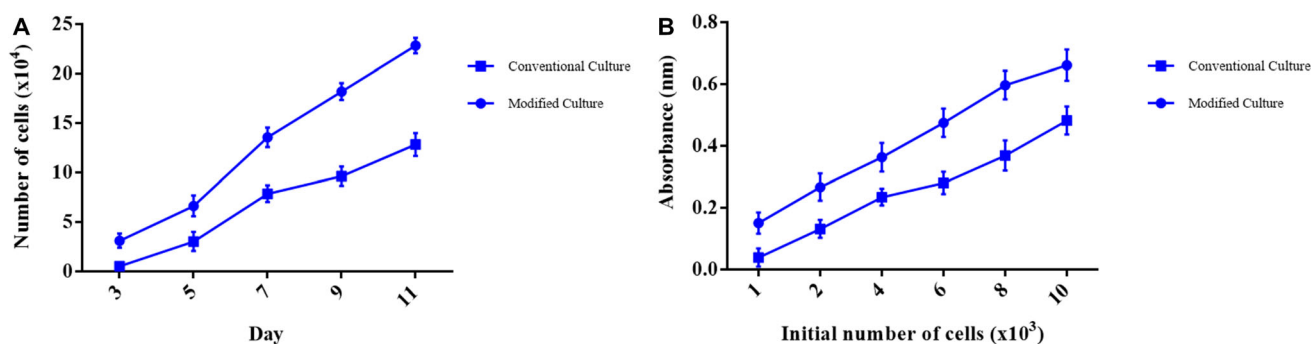 A
Number of cells (x10⁴)
25
20
15
10
5
0
3
5
7
9
11
Day
Conventional Culture
Modified Culture
B
Absorbance (nm)
0.8
0.6
0.4
0.2
0.0
1
2
4
6
8
10
Initial number of cells (x10³)
Conventional Culture
Modified Culture